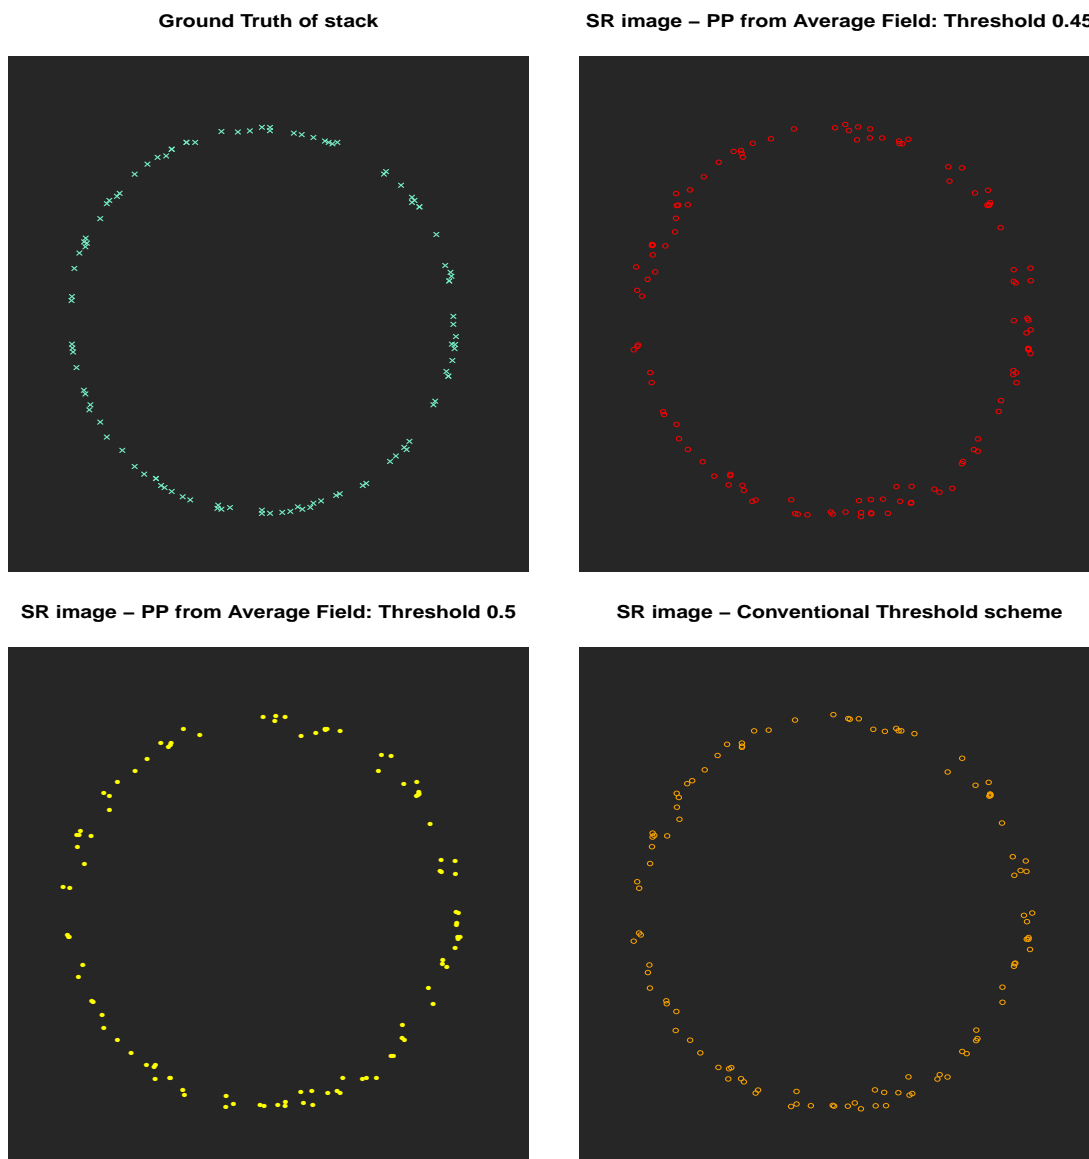 Ground Truth of stack
SR image – PP from Average Field: Threshold 0.45
SR image – PP from Average Field: Threshold 0.5
SR image – Conventional Threshold scheme